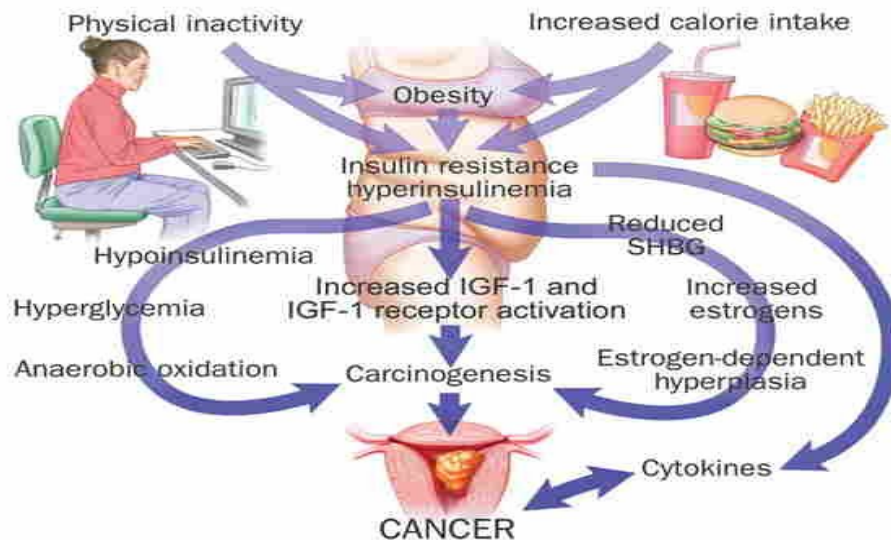 Physical inactivity
Increased calorie intake
Obesity
Insulin resistance
hyperinsulinemia
Reduced
SHBG
Hypoinsulinemia
Increased IGF-1 and
IGF-1 receptor activation
Hyperglycemia
Increased
estrogens
Anaerobic oxidation
Carcinogenesis
Estrogen-dependent
hyperplasia
Cytokines
CANCER